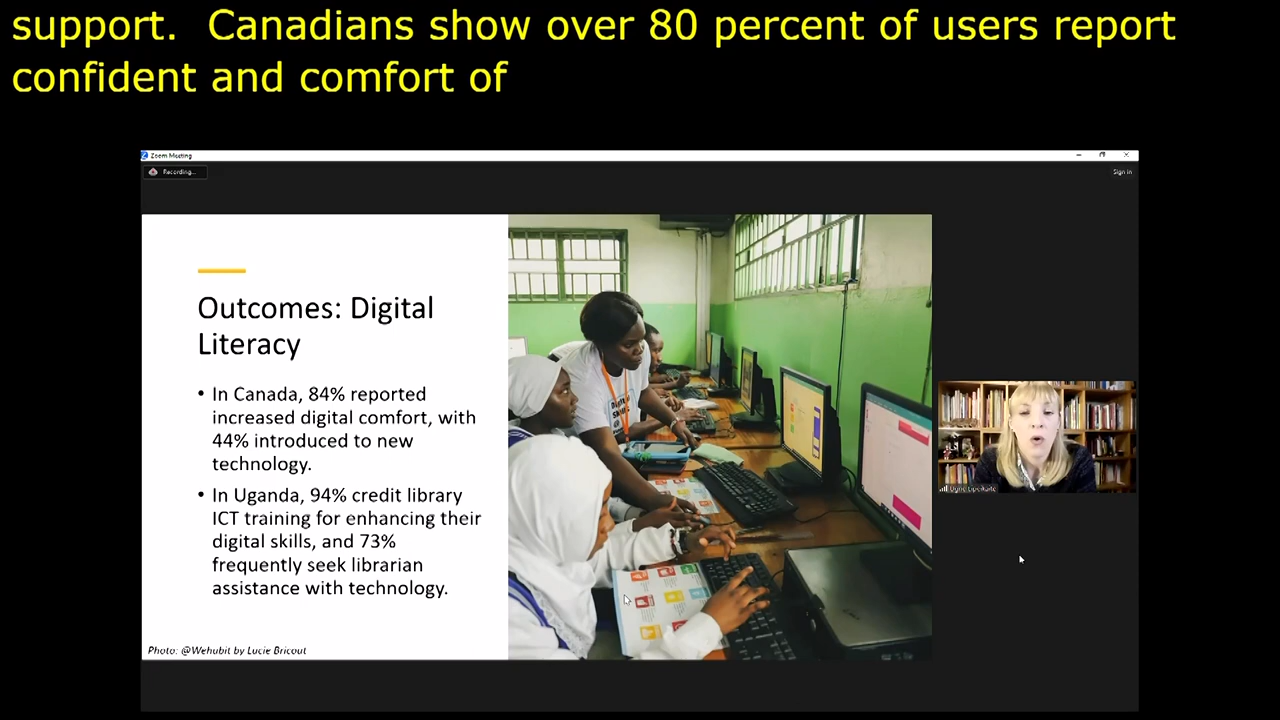 support.  Canadians show over 80 percent of users report
confident and comfort of
Zoom Meeting
Recording...
Sign in
Outcomes: Digital
Literacy
• In Canada, 84% reported
increased digital comfort, with
44% introduced to new
technology.
• In Uganda, 94% credit library
ICT training for enhancing their
digital skills, and 73%
frequently seek librarian
assistance with technology.
Photo: @Wehubit by Lucie Bricout